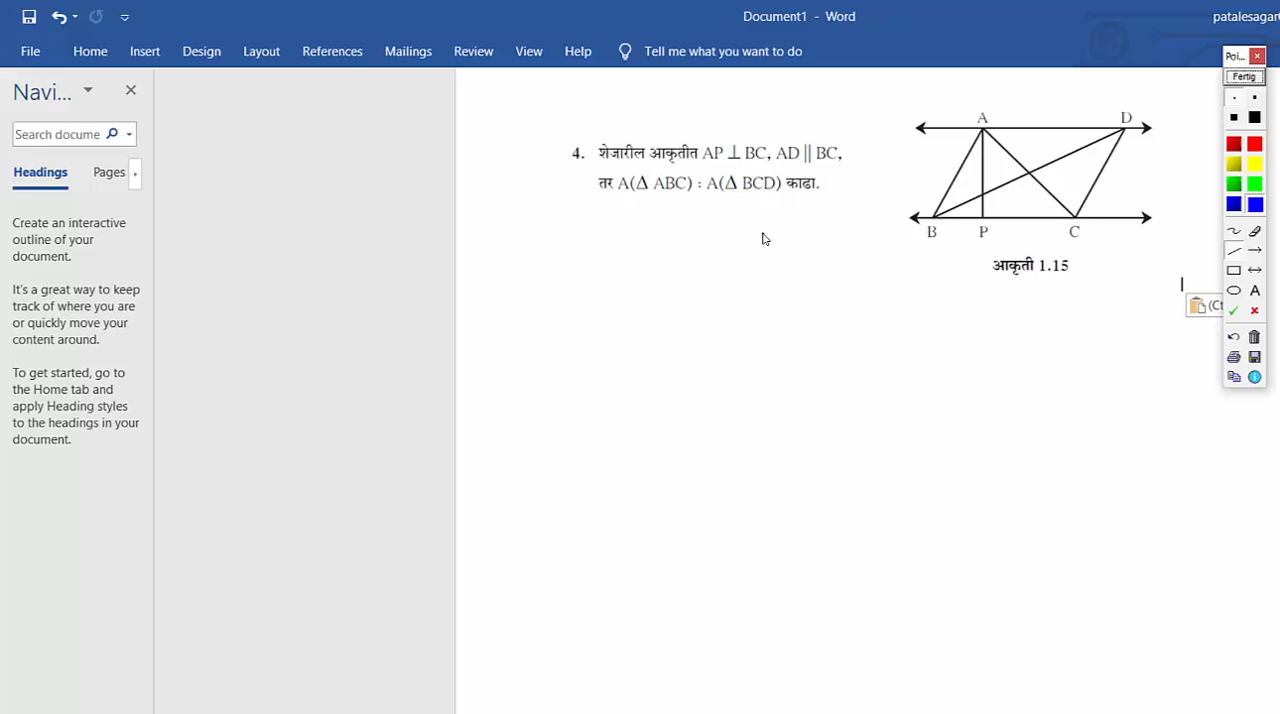 Document1 - Word
patalesagar
File Home Insert Design Layout References Mailings Review View Help Tell me what you want to do
Poi...
Fertig
Navi...
Search docume
Headings Pages
Create an interactive
outline of your
document.
It's a great way to keep
track of where you are
or quickly move your
content around.
To get started, go to
the Home tab and
apply Heading styles
to the headings in your
document.
4. शेजारील आकृतीत AP ⊥ BC, AD || BC,
तर A(Δ ABC) : A(Δ BCD) काढा.
A D
B P C
आकृती 1.15
(Ct
A